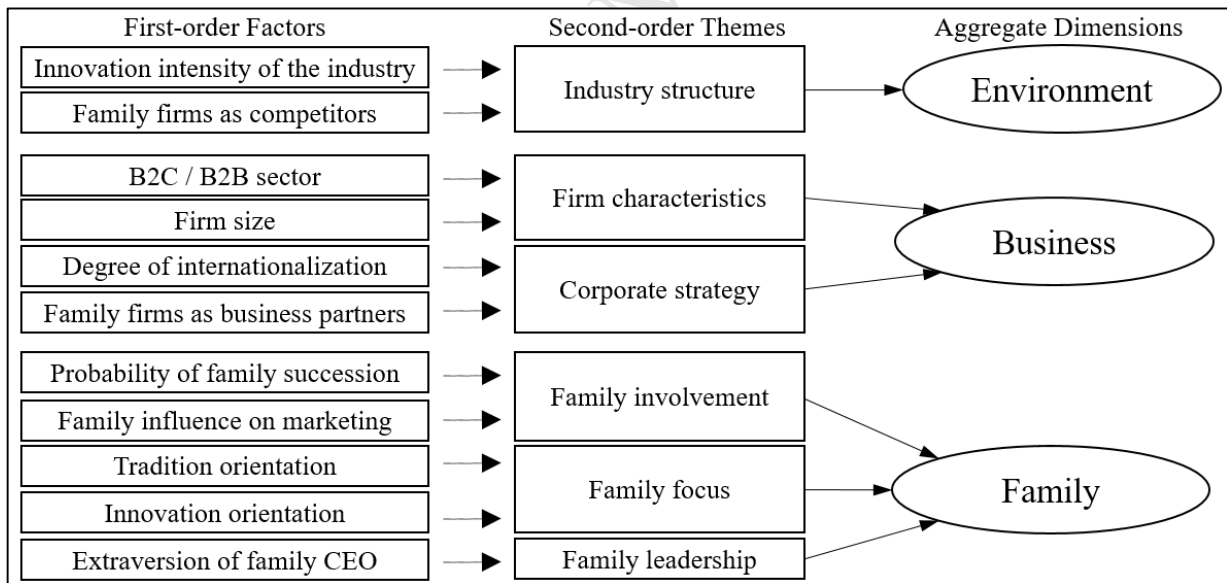 First-order Factors
Second-order Themes
Aggregate Dimensions
Innovation intensity of the industry
Family firms as competitors
Industry structure
Environment
B2C / B2B sector
Firm size
Degree of internationalization
Family firms as business partners
Firm characteristics
Corporate strategy
Business
Probability of family succession
Family influence on marketing
Tradition orientation
Innovation orientation
Extraversion of family CEO
Family involvement
Family focus
Family leadership
Family